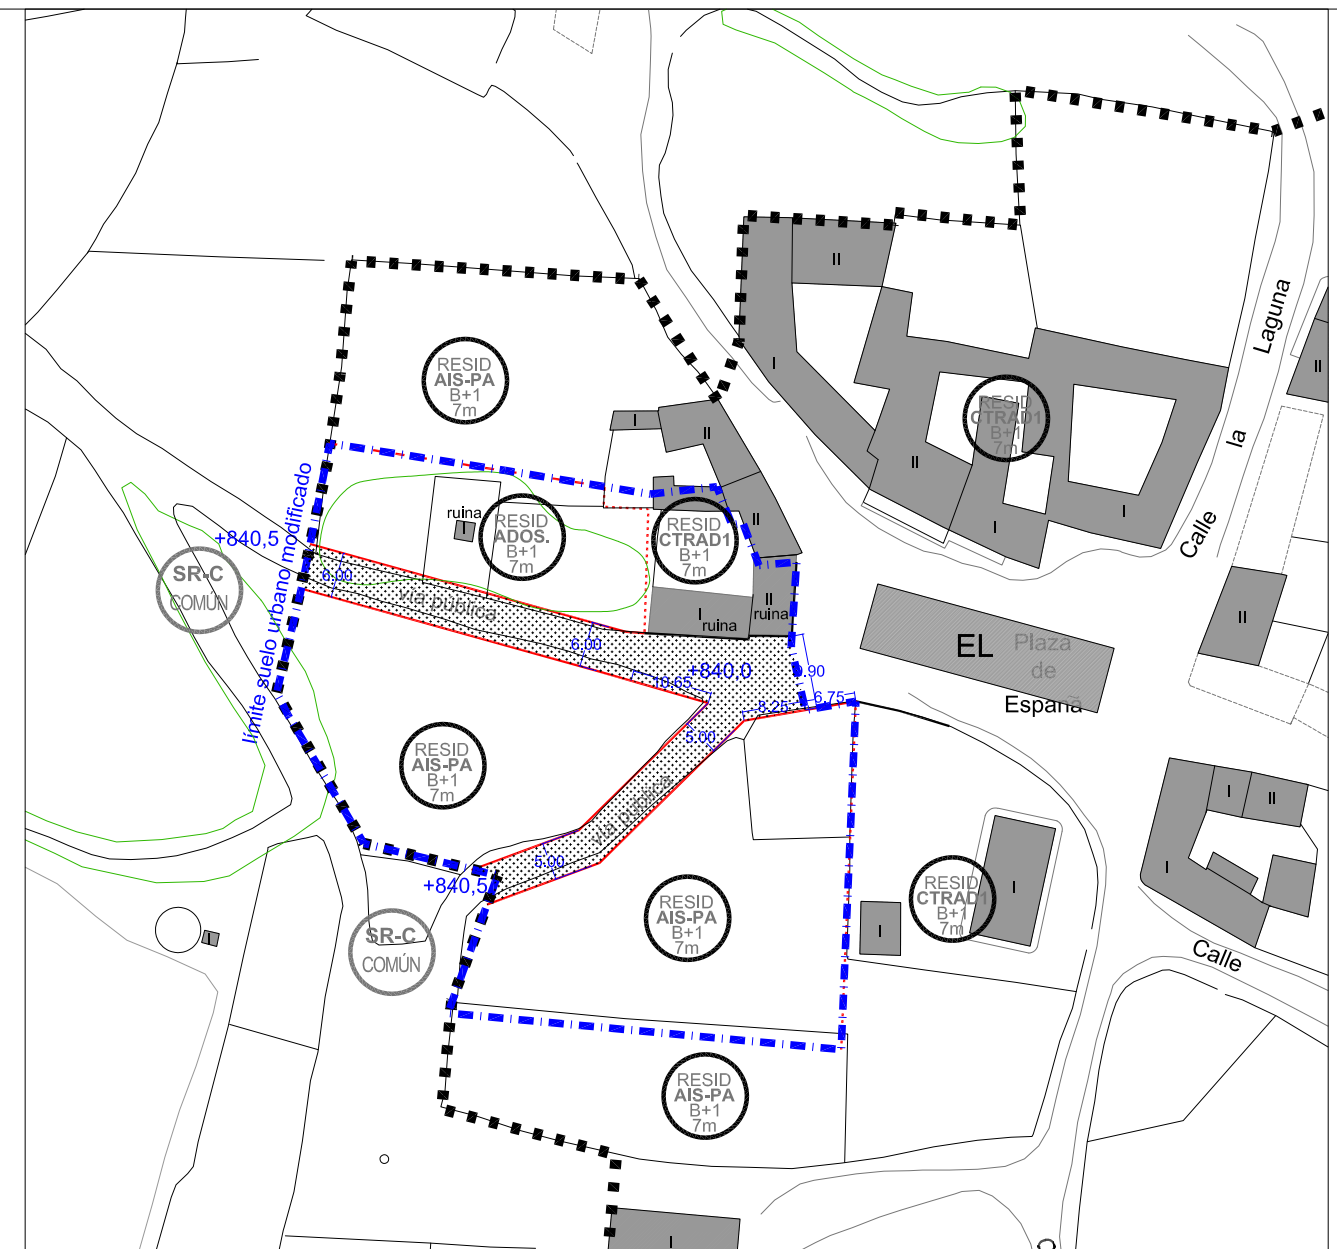 II
Laguna
la
Calle
I
II
RESID
AIS-PA
B+1
7m
RESID
CTRAD1
B+1
7m
I
II
II
I
I
límite suelo urbano modificado
+840,5
SR-C
COMÚN
ruina
I
RESID
ADOS.
B+1
7m
RESID
CTRAD1
B+1
7m
II
6.00
vía pública
I
ruina
II
ruina
II
6.00
10.65
+840,0
9.90
8.25
6.75
EL
Plaza
de
España
5.00
RESID
AIS-PA
B+1
7m
vía pública
5.00
+840,5
I
II
I
RESID
AIS-PA
B+1
7m
RESID
CTRAD1
B+1
7m
I
I
SR-C
COMÚN
I
Calle
RESID
AIS-PA
B+1
7m
I